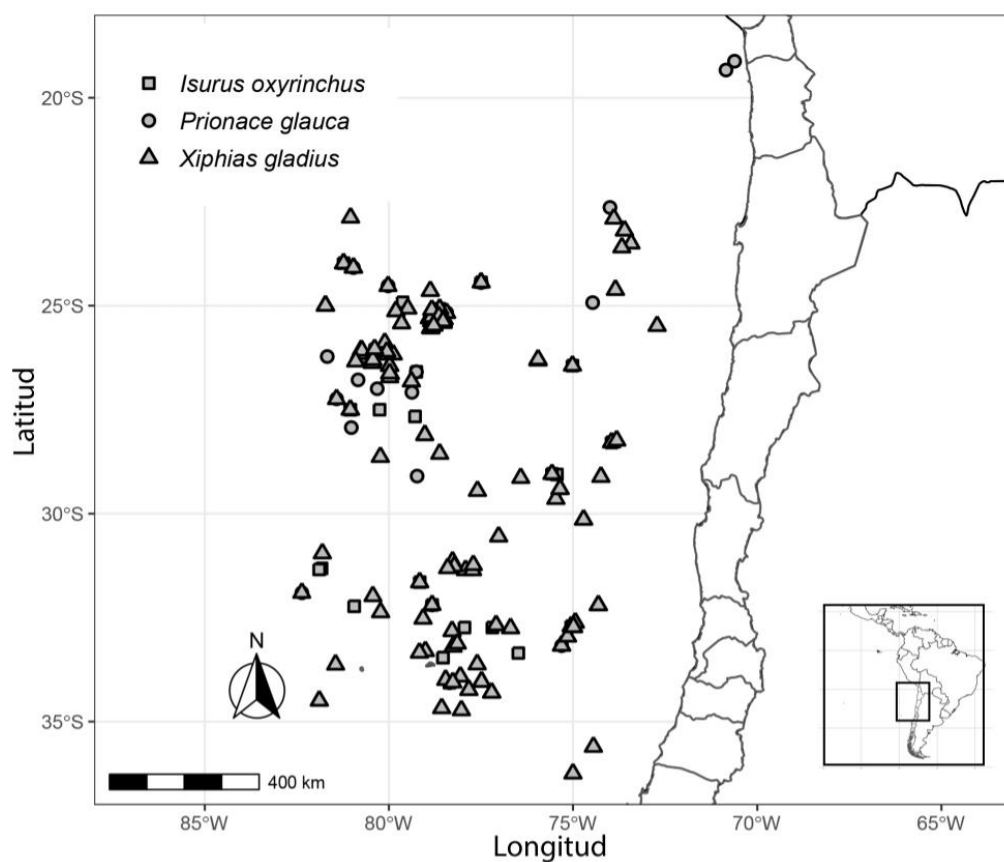 Isurus oxyrinchus
Prionace glauca
Xiphias gladius
20°S
25°S
30°S
35°S
Latitud
N
400 km
85°W
80°W
75°W
70°W
65°W
Longitud